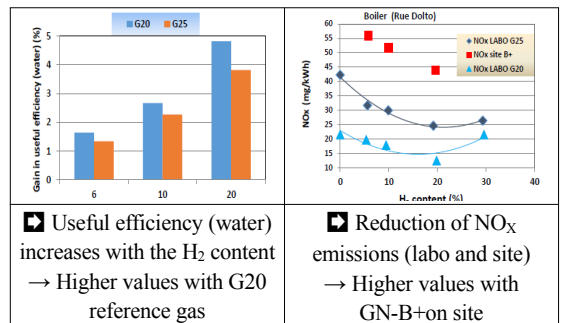 G20 G25
Gain in useful efficiency (water) (%)
5
4
3
2
1
0
6 10 20
Boiler (Rue Dolto)
NOx (mg/kWh)
60
55
50
45
40
35
30
25
20
15
10
NOx LABO G25
NOx site B+
NOx LABO G20
0 10 20 30 40
H content (%)
Useful efficiency (water)
increases with the H₂ content
→ Higher values with G20
reference gas
Reduction of NOX
emissions (labo and site)
→ Higher values with
GN-B+on site